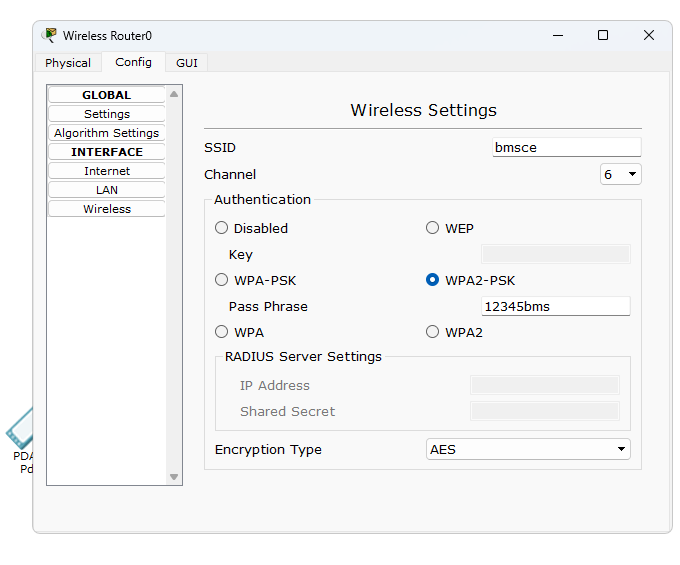 Wireless Router0
Physical Config GUI
GLOBAL
Settings
Algorithm Settings
INTERFACE
Internet
LAN
Wireless
Wireless Settings
SSID bmsce
Channel 6
Authentication
Disabled WEP
Key
WPA-PSK WPA2-PSK
Pass Phrase 12345bms
WPA WPA2
RADIUS Server Settings
IP Address
Shared Secret
Encryption Type AES
PDA
Pd